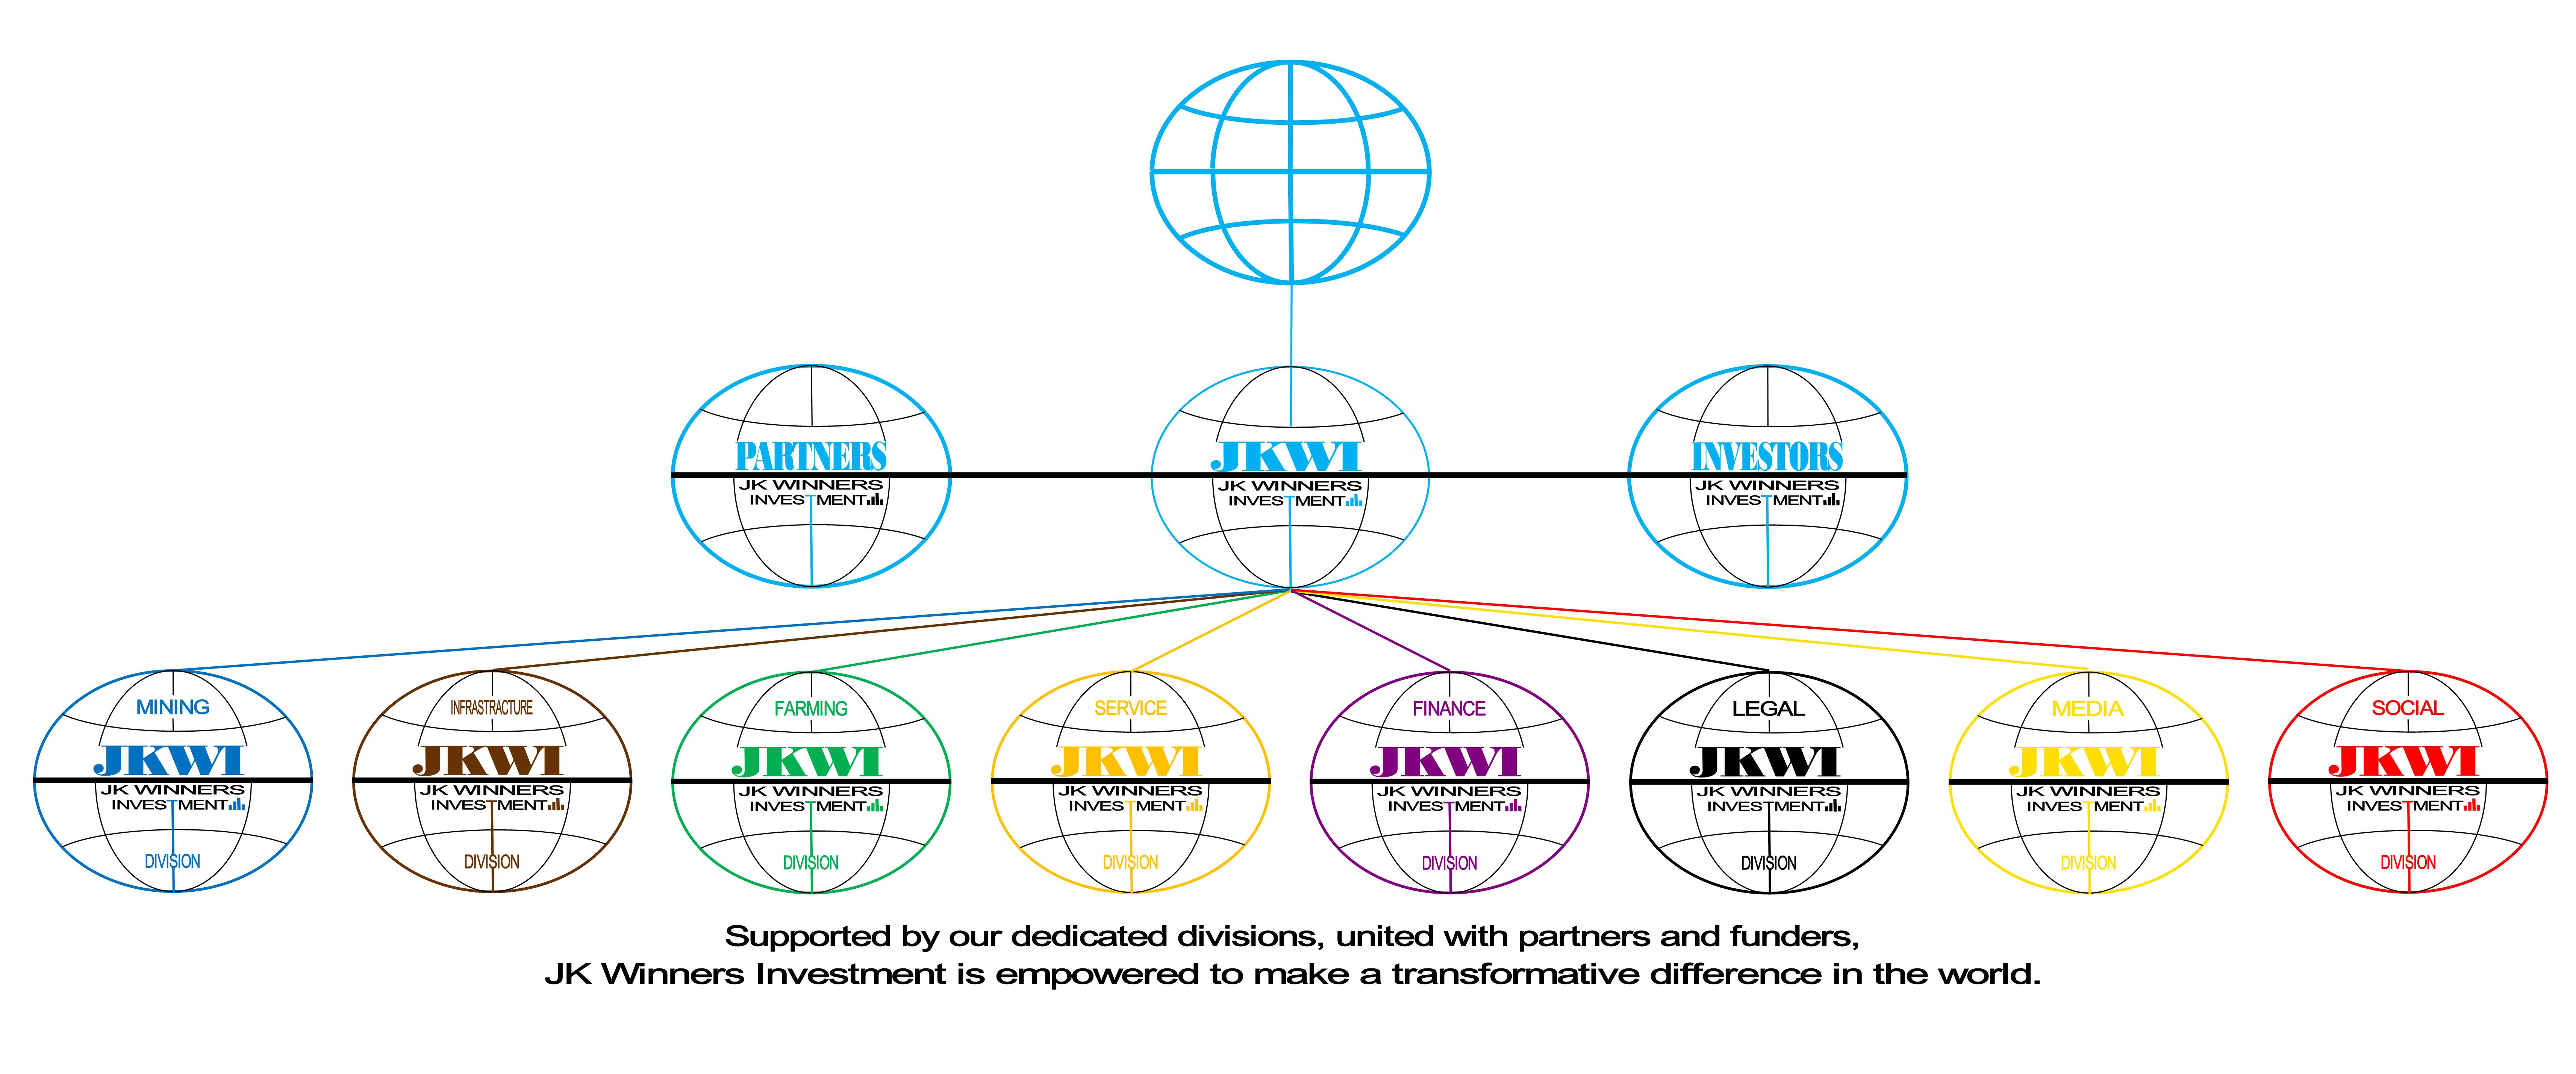 PARTNERS
JK WINNERS
INVESTMENT
JKWI
JK WINNERS
INVESTMENT
INVESTORS
JK WINNERS
INVESTMENT
MINING
JKWI
JK WINNERS
INVESTMENT
DIVISION
INFRASTRACTURE
JKWI
JK WINNERS
INVESTMENT
DIVISION
FARMING
JKWI
JK WINNERS
INVESTMENT
DIVISION
SERVICE
JKWI
JK WINNERS
INVESTMENT
DIVISION
FINANCE
JKWI
JK WINNERS
INVESTMENT
DIVISION
LEGAL
JKWI
JK WINNERS
INVESTMENT
DIVISION
MEDIA
JKWI
JK WINNERS
INVESTMENT
DIVISION
SOCIAL
JKWI
JK WINNERS
INVESTMENT
DIVISION
Supported by our dedicated divisions, united with partners and funders,
JK Winners Investment is empowered to make a transformative difference in the world.